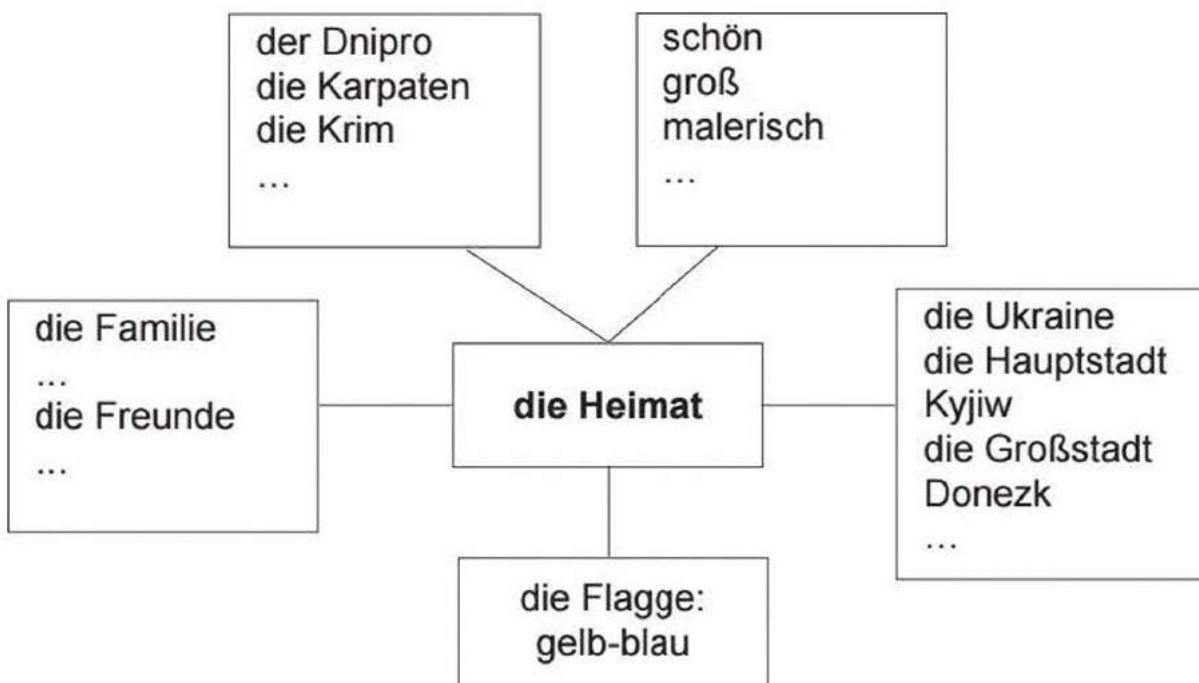 der Dnipro
die Karpaten
die Krim
...
schön
groß
malerisch
...
die Familie
...
die Freunde
...
die Heimat
die Ukraine
die Hauptstadt
Kyjiw
die Großstadt
Donezk
...
die Flagge:
gelb-blau